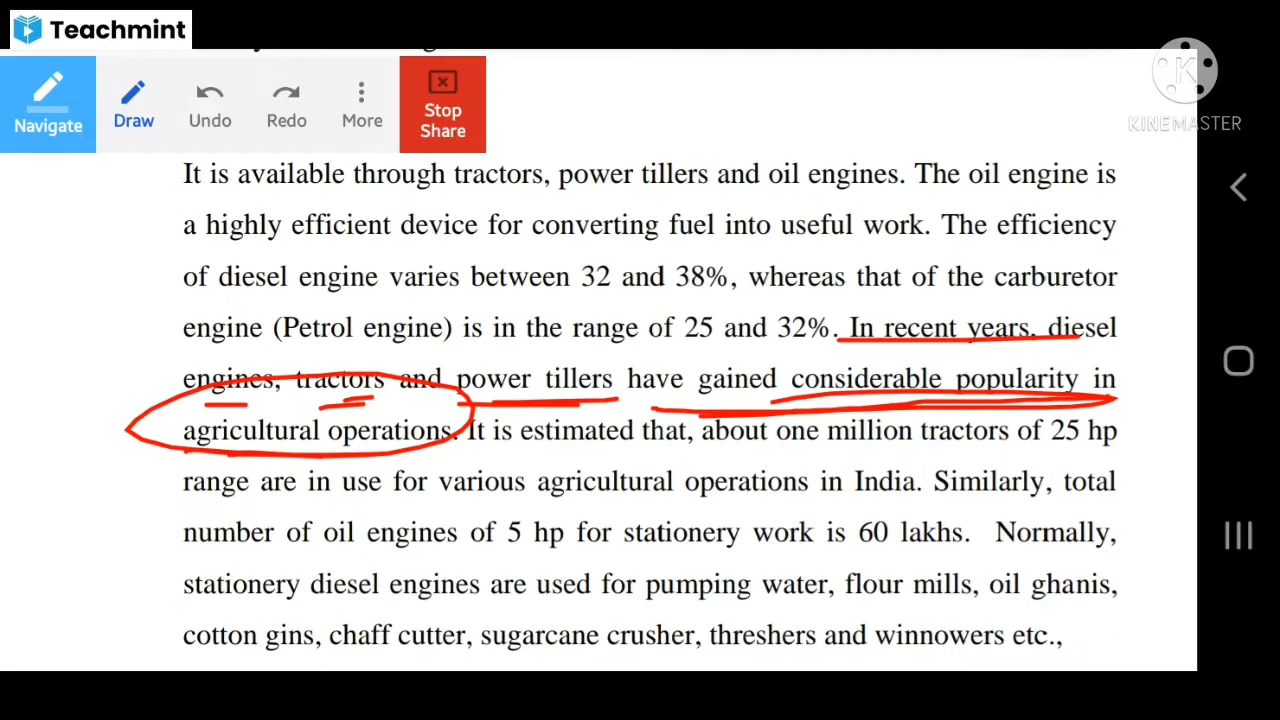 Teachmint
Navigate
Draw
Undo
Redo
More
Stop
Share
KINEMASTER
It is available through tractors, power tillers and oil engines. The oil engine is
a highly efficient device for converting fuel into useful work. The efficiency
of diesel engine varies between 32 and 38%, whereas that of the carburetor
engine (Petrol engine) is in the range of 25 and 32%. In recent years, diesel
engines, tractors and power tillers have gained considerable popularity in
agricultural operations. It is estimated that, about one million tractors of 25 hp
range are in use for various agricultural operations in India. Similarly, total
number of oil engines of 5 hp for stationery work is 60 lakhs. Normally,
stationery diesel engines are used for pumping water, flour mills, oil ghanis,
cotton gins, chaff cutter, sugarcane crusher, threshers and winnowers etc.,